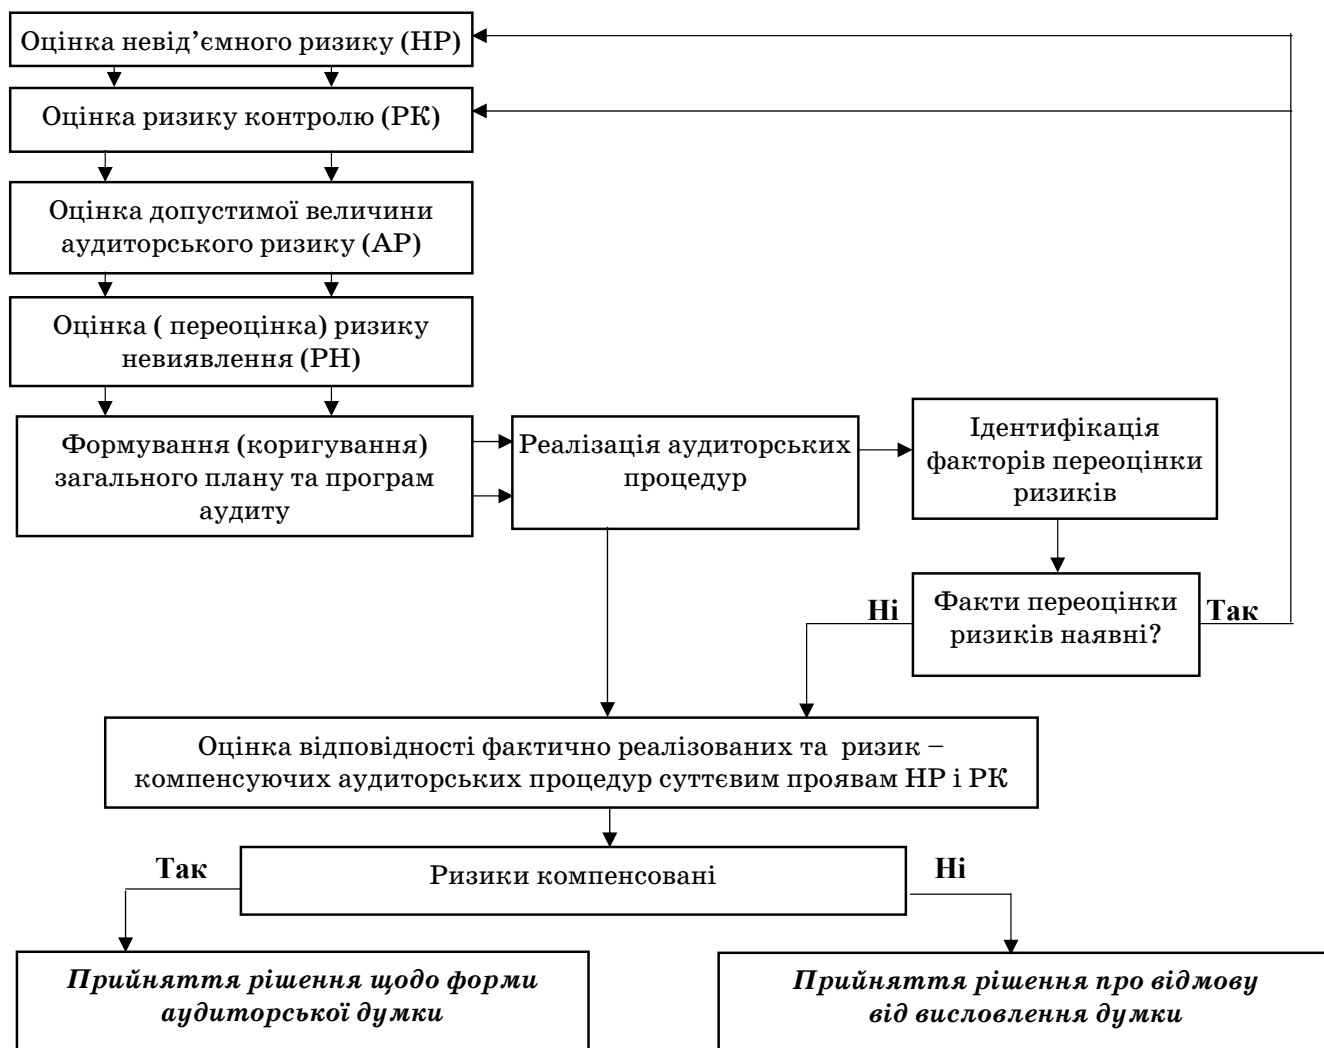 Оцінка невід’ємного ризику (НР)
Оцінка ризику контролю (РК)
Оцінка допустимої величини
аудиторського ризику (АР)
Оцінка ( переоцінка) ризику
невиявлення (РН)
Формування (коригування)
загального плану та програм
аудиту
Реалізація аудиторських
процедур
Ідентифікація
факторів переоцінки
ризиків
Ні
Факти переоцінки
ризиків наявні?
Так
Оцінка відповідності фактично реалізованих та ризик –
компенсуючих аудиторських процедур суттєвим проявам НР і РК
Так
Ризики компенсовані
Ні
Прийняття рішення щодо форми
аудиторської думки
Прийняття рішення про відмову
від висловлення думки